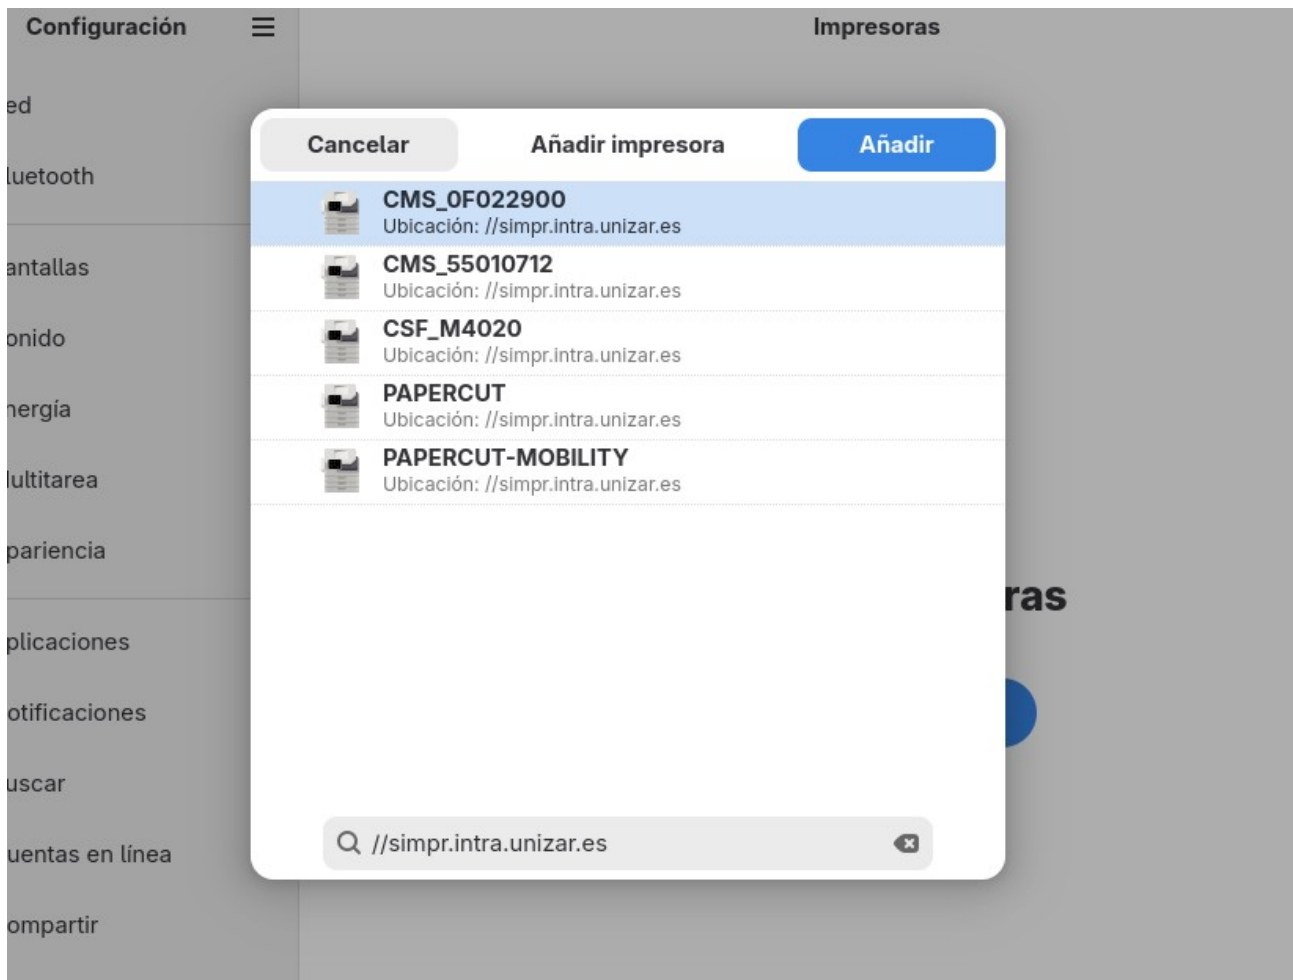 Configuración
Impresoras
ed
luetooth
antallas
onido
nergía
ultitarea
pariencia
plicaciones
otificaciones
uscar
uentas en línea
ompartir
Cancelar
Añadir impresora
Añadir
CMS_0F022900
Ubicación: //simpr.intra.unizar.es
CMS_55010712
Ubicación: //simpr.intra.unizar.es
CSF_M4020
Ubicación: //simpr.intra.unizar.es
PAPERCUT
Ubicación: //simpr.intra.unizar.es
PAPERCUT-MOBILITY
Ubicación: //simpr.intra.unizar.es
ras
//simpr.intra.unizar.es